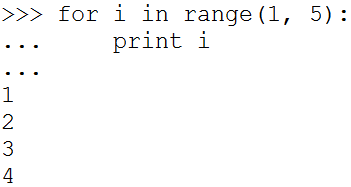 >>> for i in range(1, 5):
...     print i
...
1
2
3
4